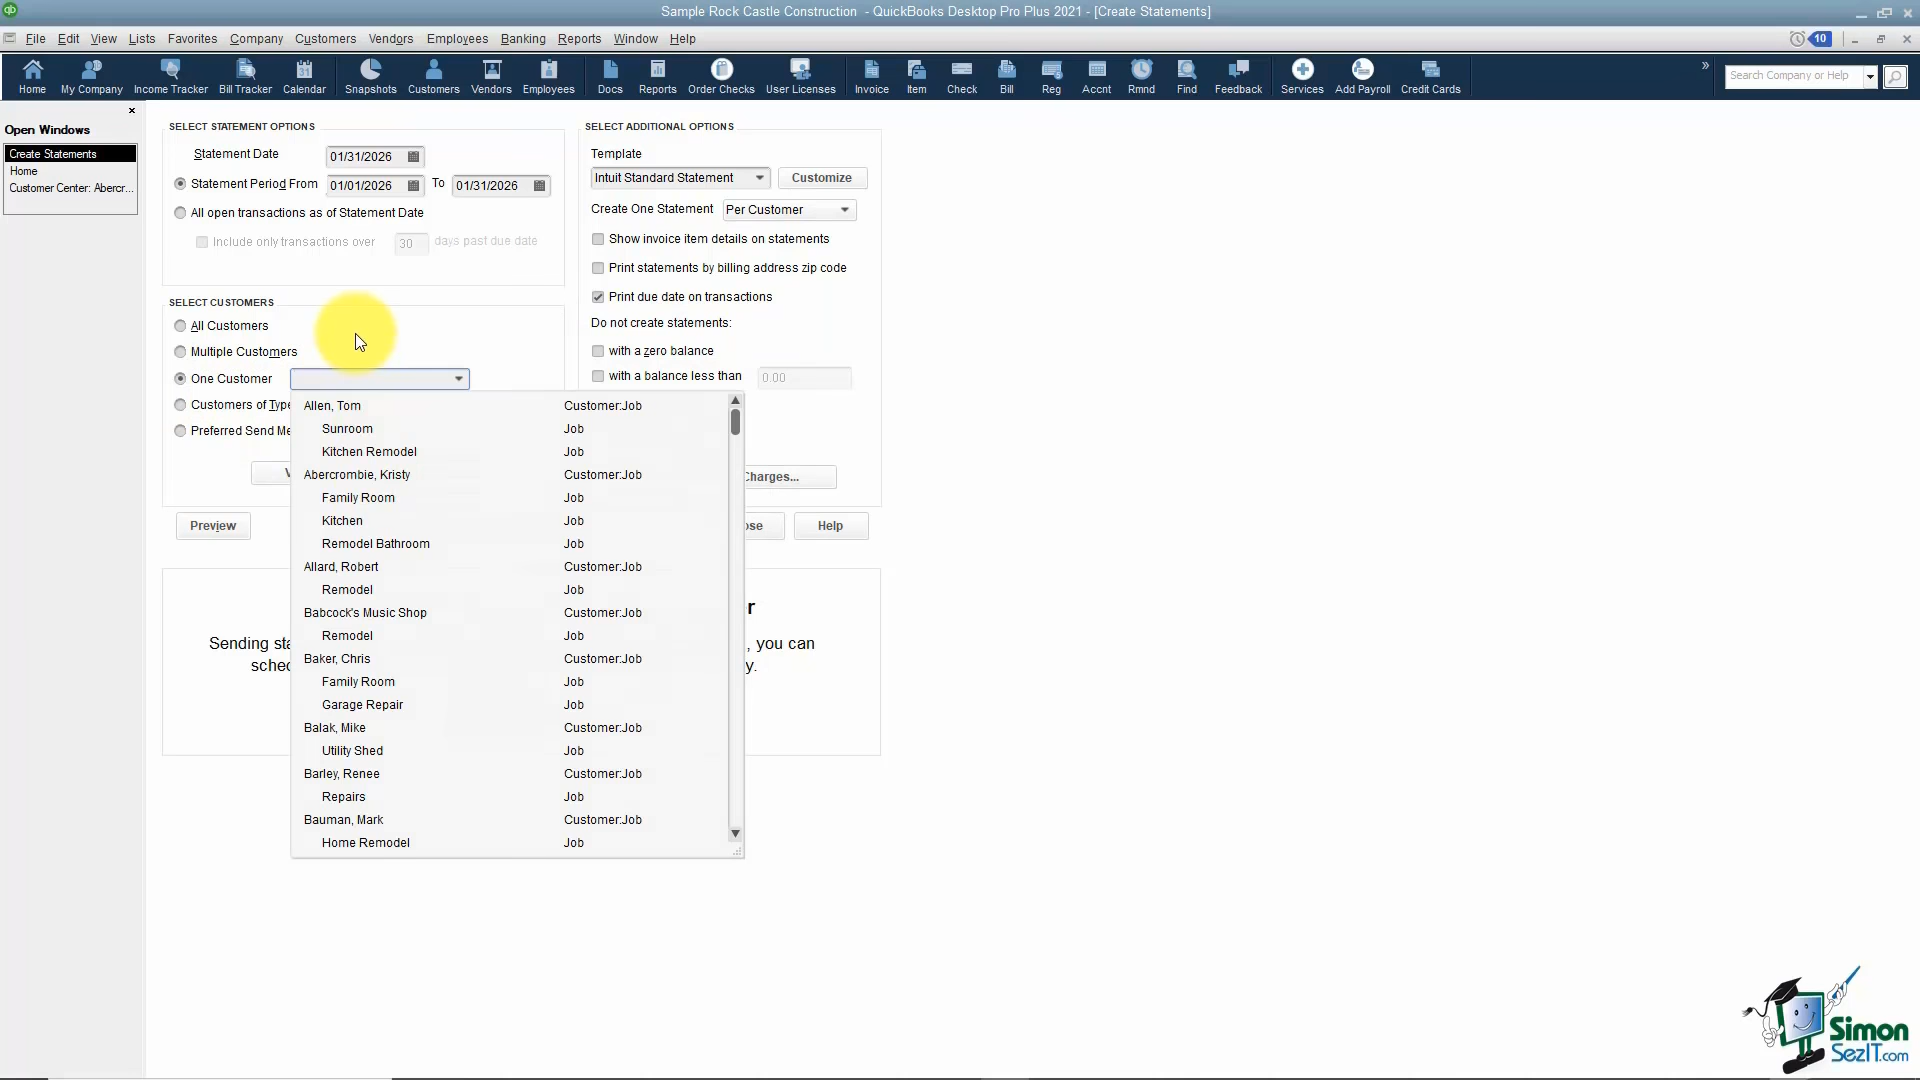 Sample Rock Castle Construction - QuickBooks Desktop Pro Plus 2021 - [Create Statements]
File Edit View Lists Favorites Company Customers Vendors Employees Banking Reports Window Help
10
Home My Company Income Tracker Bill Tracker Calendar Snapshots Customers Vendors Employees Docs Reports Order Checks User Licenses Invoice Item Check Bill Reg Accnt Rmnd Find Feedback Services Add Payroll Credit Cards
Search Company or Help
Open Windows
Create Statements
Home
Customer Center: Abercr...
SELECT STATEMENT OPTIONS
Statement Date 01/31/2026
Statement Period From 01/01/2026 To 01/31/2026
All open transactions as of Statement Date
Include only transactions over 30 days past due date
SELECT CUSTOMERS
All Customers
Multiple Customers
One Customer
Customers of Type
Preferred Send Me
V
Preview
SELECT ADDITIONAL OPTIONS
Template
Intuit Standard Statement Customize
Create One Statement Per Customer
Show invoice item details on statements
Print statements by billing address zip code
Print due date on transactions
Do not create statements:
with a zero balance
with a balance less than 0.00
Charges...
ose Help
Allen, Tom Customer:Job
Sunroom Job
Kitchen Remodel Job
Abercrombie, Kristy Customer:Job
Family Room Job
Kitchen Job
Remodel Bathroom Job
Allard, Robert Customer:Job
Remodel Job
Babcock's Music Shop Customer:Job
Remodel Job
Baker, Chris Customer:Job
Family Room Job
Garage Repair Job
Balak, Mike Customer:Job
Utility Shed Job
Barley, Renee Customer:Job
Repairs Job
Bauman, Mark Customer:Job
Home Remodel Job
r
Sending sta , you can
sched y.
Simon
SezIT.com